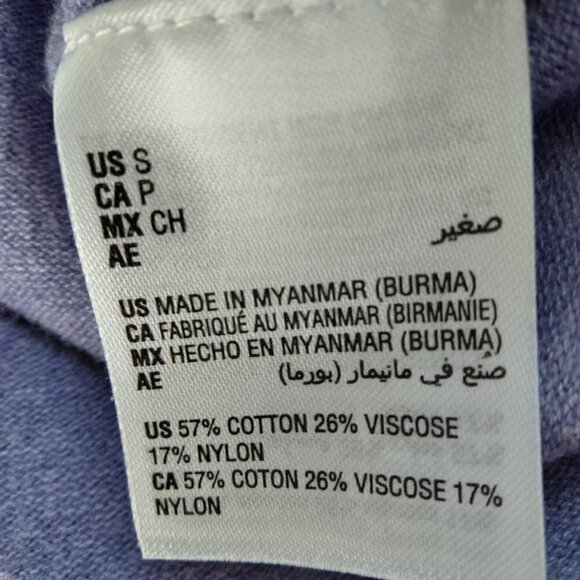 US S
CA P
MX CH
AE صغير
US MADE IN MYANMAR (BURMA)
CA FABRIQUÉ AU MYANMAR (BIRMANIE)
MX HECHO EN MYANMAR (BURMA)
AE صُنع في مانيمار (بورما)
US 57% COTTON 26% VISCOSE
17% NYLON
CA 57% COTON 26% VISCOSE 17%
NYLON